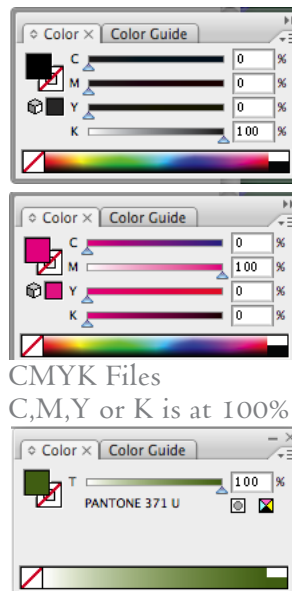 Color × Color Guide
C 0 %
M 0 %
Y 0 %
K 100 %
Color × Color Guide
C 0 %
M 100 %
Y 0 %
K 0 %
CMYK Files
C,M,Y or K is at 100%
Color × Color Guide
T 100 %
PANTONE 371 U